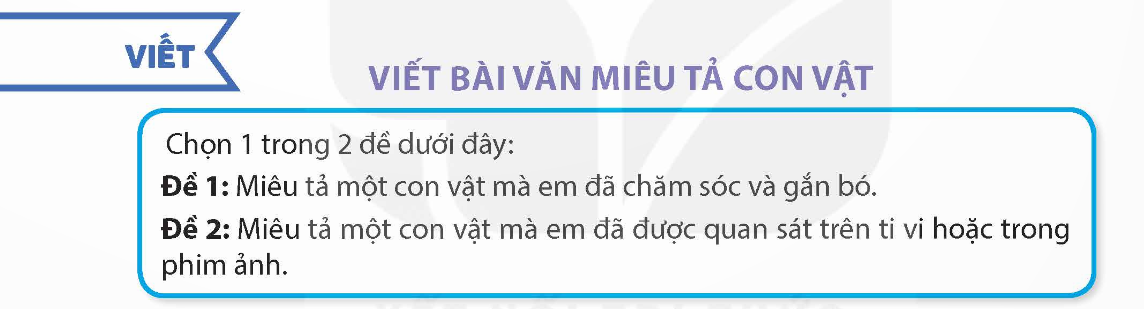 VIẾT
VIẾT BÀI VĂN MIÊU TẢ CON VẬT
Chọn 1 trong 2 đề dưới đây:
Đề 1: Miêu tả một con vật mà em đã chăm sóc và gắn bó.
Đề 2: Miêu tả một con vật mà em đã được quan sát trên ti vi hoặc trong
phim ảnh.